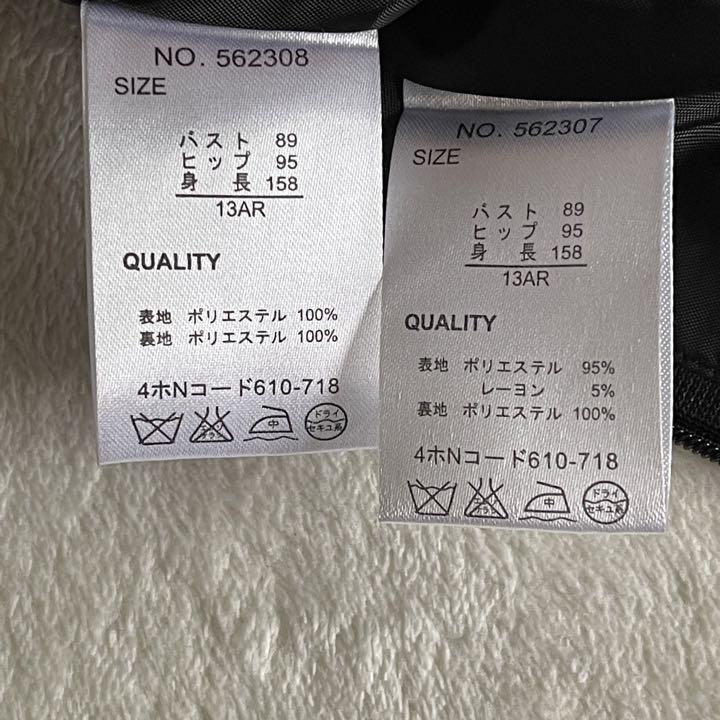 NO. 562308
SIZE
バスト 89
ヒップ 95
身長 158
13AR
QUALITY
表地 ポリエステル 100%
裏地 ポリエステル 100%
4ホNコード610-718
中
ドライ
セキユ系
NO. 562307
SIZE
バスト 89
ヒップ 95
身長 158
13AR
QUALITY
表地 ポリエステル 95%
レーヨン 5%
裏地 ポリエステル 100%
4ホNコード610-718
中
ドライ
セキユ系